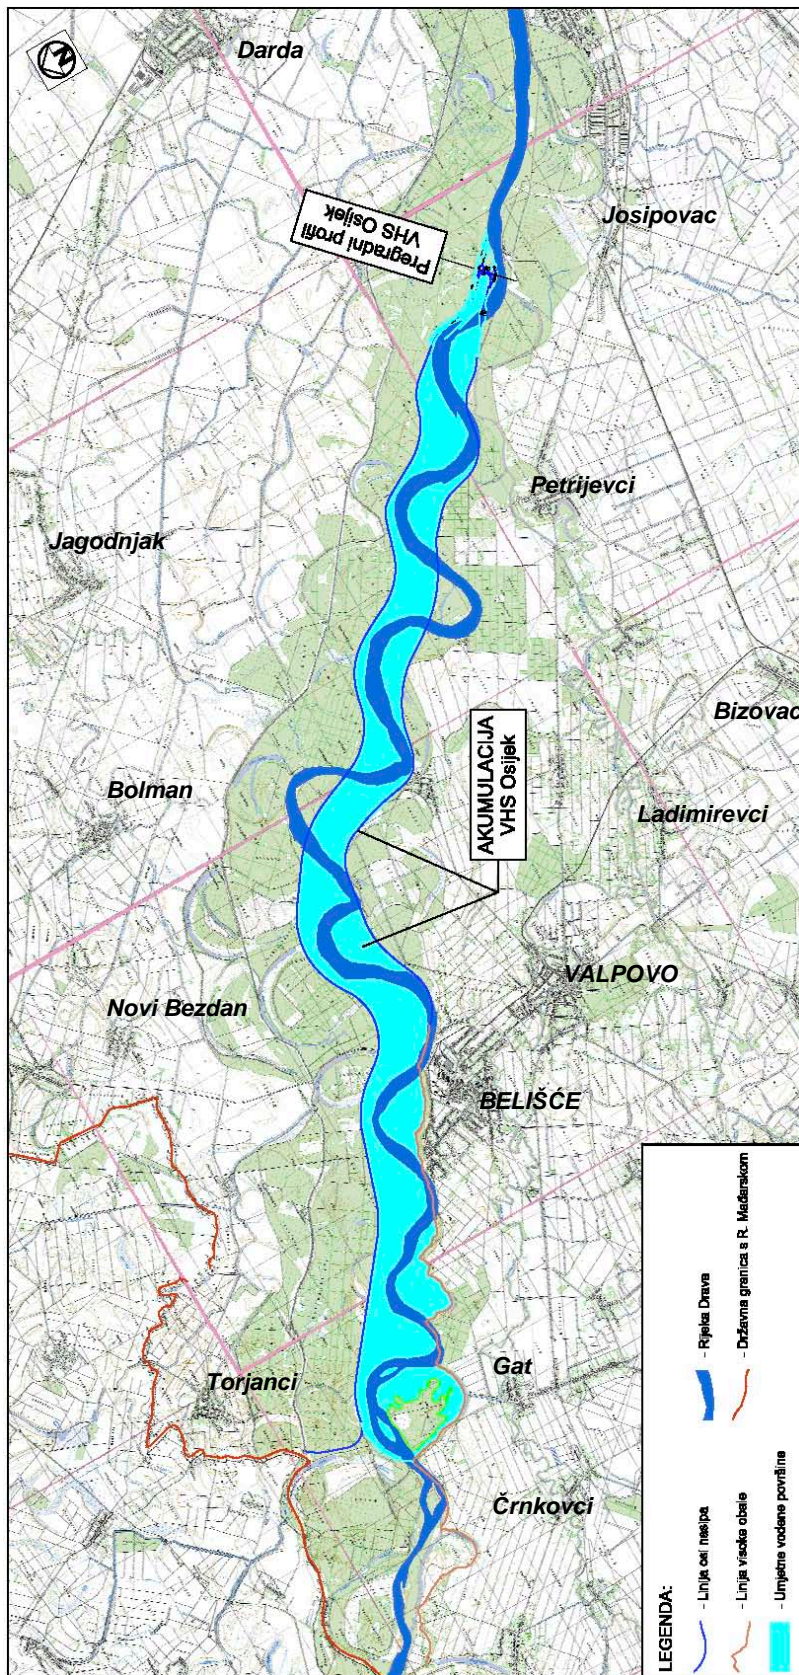 N
Darda
Josipovac
Pregradni profil
VHS Osijek
Petrijevci
Jagodnjak
Bizovac
AKUMULACIJA
VHS Osijek
Bolman
Ladimirevci
VALPOVO
Novi Bezdan
BELIŠĆE
Torjanci
Gat
Črnkovci
LEGENDA:
- Linija osi nasipa
- Linija visoke obale
- Umjetne vodene površine
- Rijeka Drava
- Državna granica s R. Mađarskom